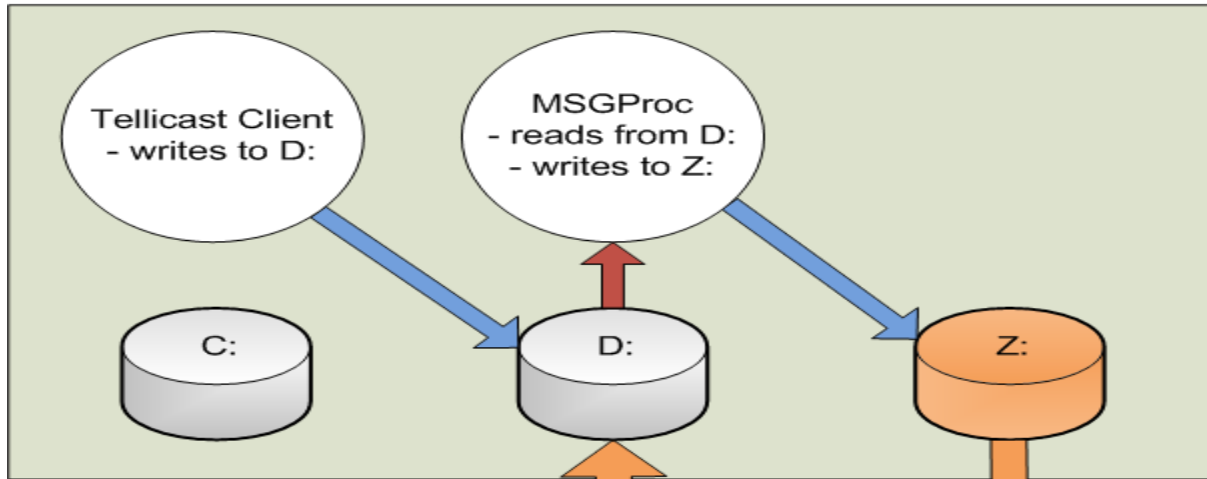 Tellicast Client
- writes to D:
MSGProc
- reads from D:
- writes to Z:
C:
D:
Z: